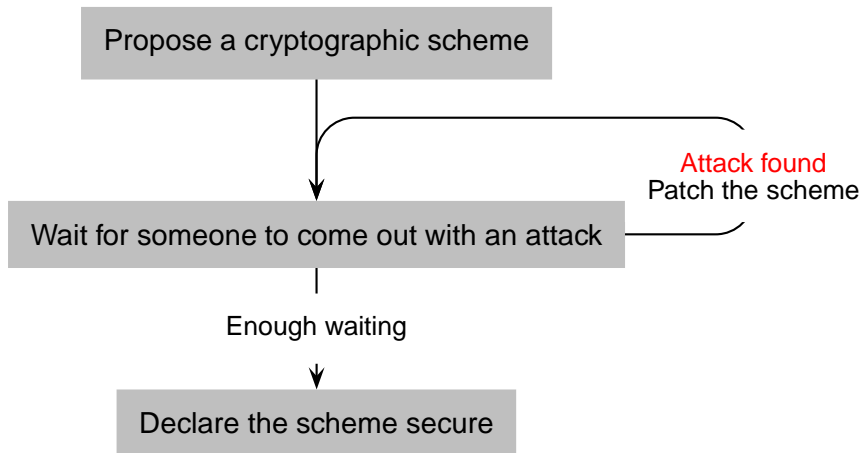 Propose a cryptographic scheme
Attack found
Patch the scheme
Wait for someone to come out with an attack
Enough waiting
Declare the scheme secure